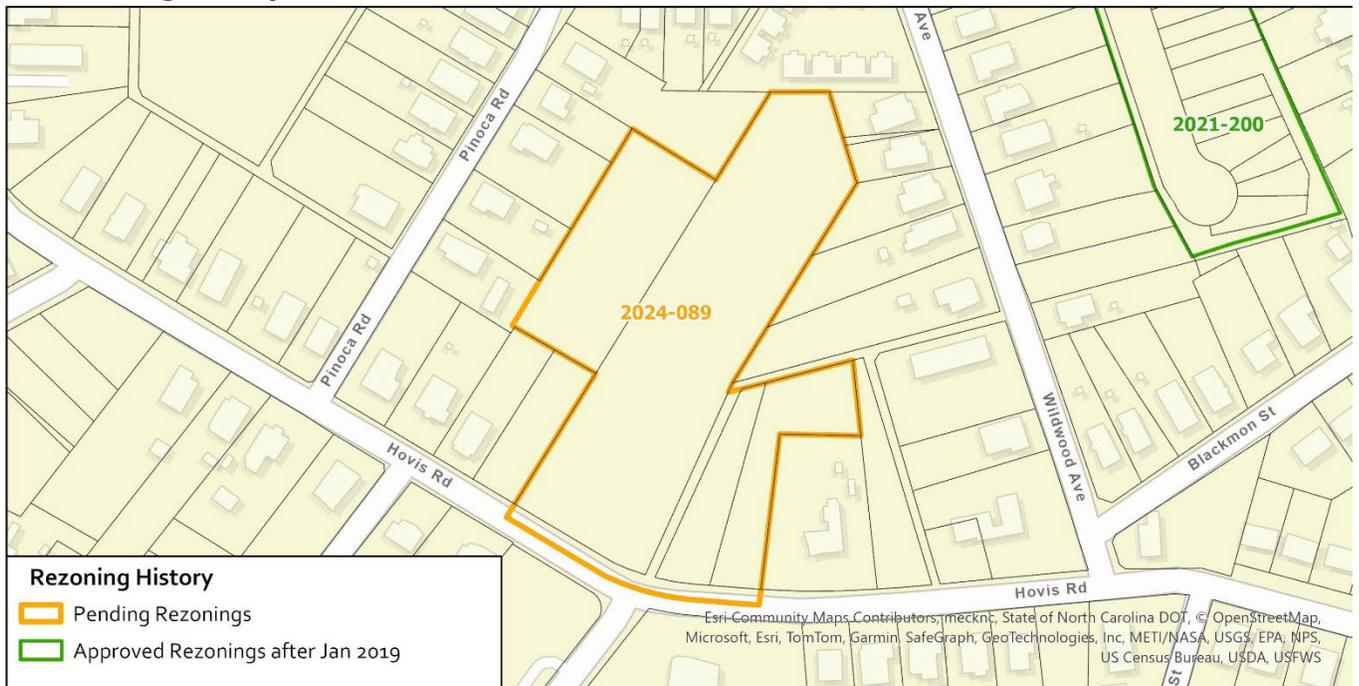 Ave
2021-200
Pinoca Rd
2024-089
Pinoca Rd
Wildwood Ave
Blackmon St
Hovis Rd
Hovis Rd
St
Rezoning History
Pending Rezonings
Approved Rezonings after Jan 2019
Esri Community Maps Contributors, mecknc, State of North Carolina DOT, © OpenStreetMap,
Microsoft, Esri, TomTom, Garmin, SafeGraph, GeoTechnologies, Inc, METI/NASA, USGS, EPA, NPS,
US Census Bureau, USDA, USFWS